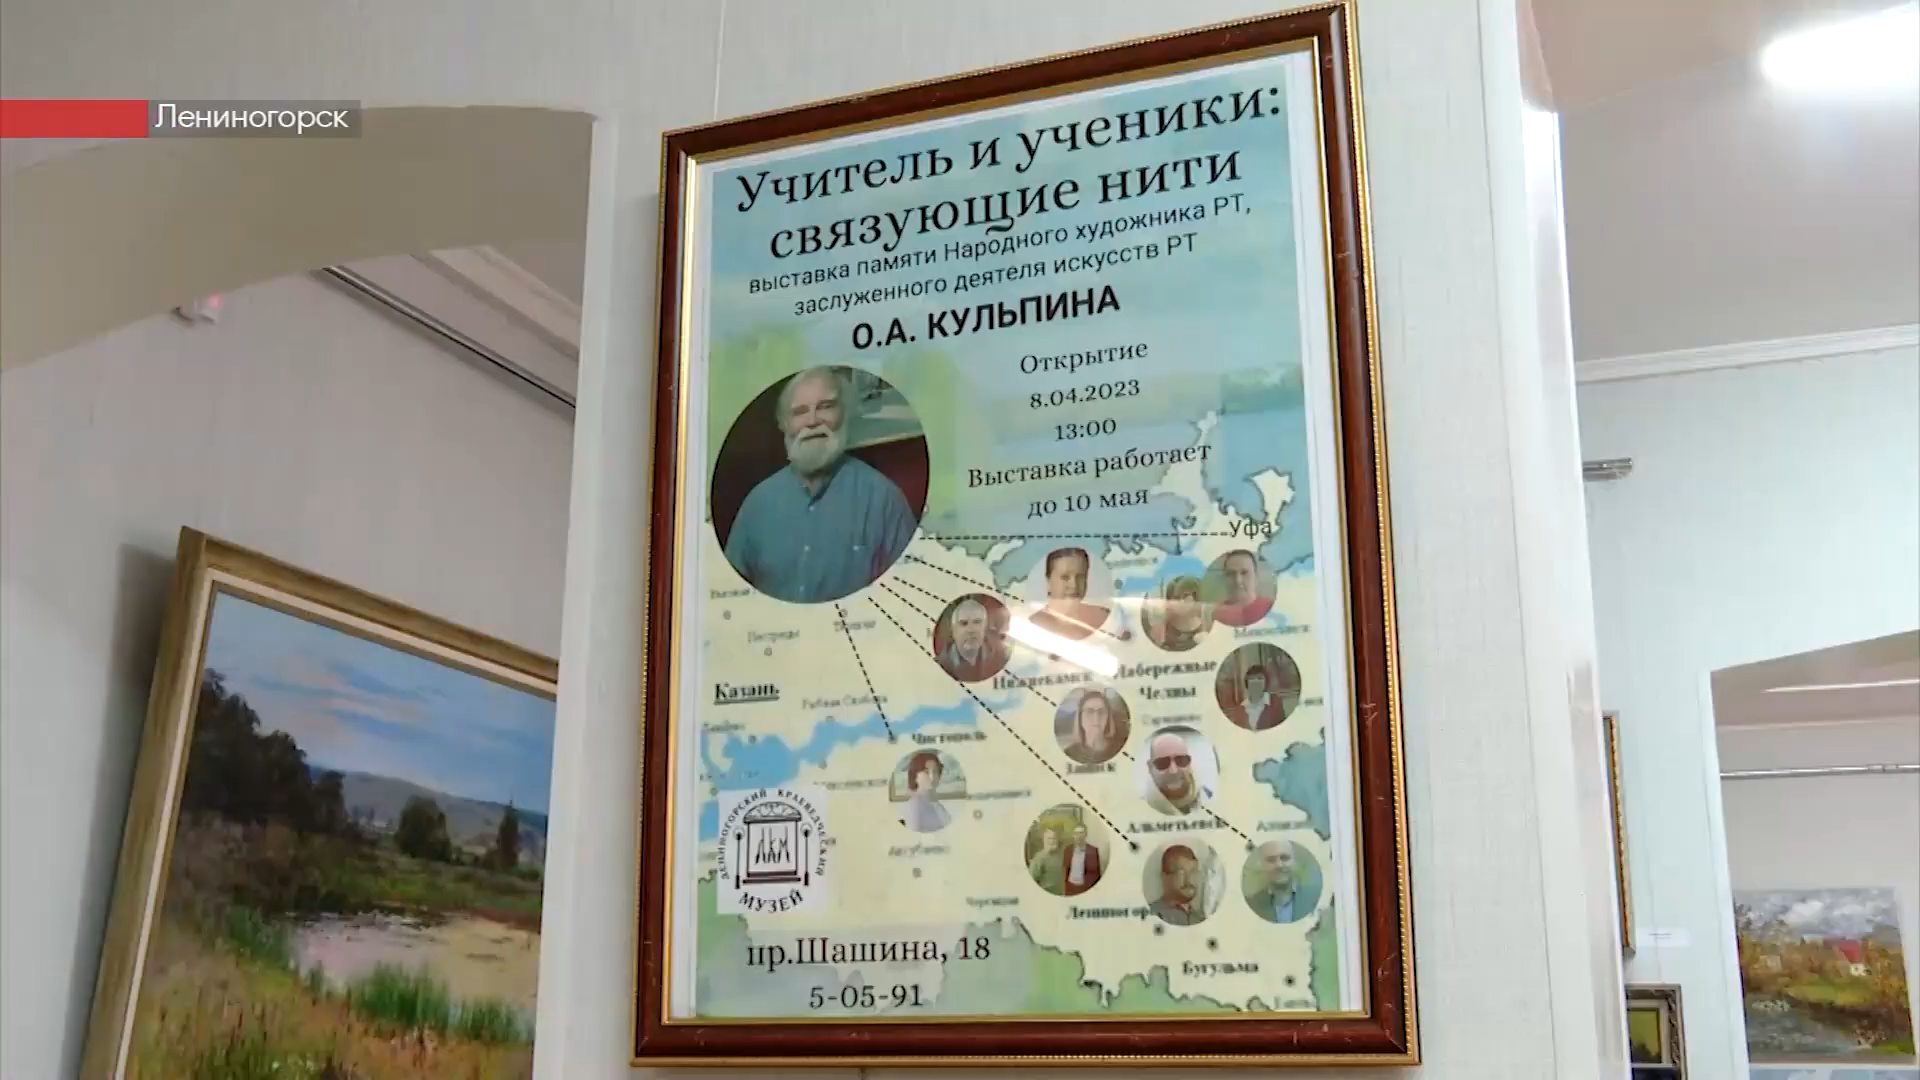 Лениногорск
Учитель и ученики:
связующие нити
выставка памяти Народного художника РТ,
заслуженного деятеля искусств РТ
О.А. КУЛЬПИНА
Открытие
8.04.2023
13:00
Выставка работает
до 10 мая
Уфа
Набережные
Челны
Нижнекамск
Казань
Чистополь
Альметьевск
Лениногорск
Бугульма
ЛЕНИНОГОРСКИЙ КРАЕВЕДЧЕСКИЙ
ЛКМ
МУЗЕЙ
пр.Шашина, 18
5-05-91